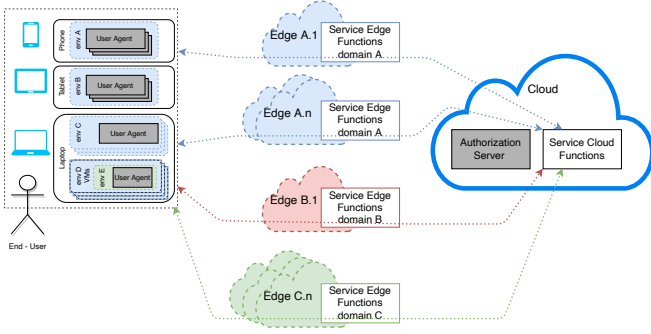 Phone
env A
User Agent
Tablet
env B
User Agent
Laptop
env C
User Agent
env D
VMs
env E
User Agent
End - User
Edge A.1
Service Edge
Functions
domain A
Edge A.n
Service Edge
Functions
domain A
Edge B.1
Service Edge
Functions
domain B
Edge C.n
Service Edge
Functions
domain C
Cloud
Authorization
Server
Service Cloud
Functions